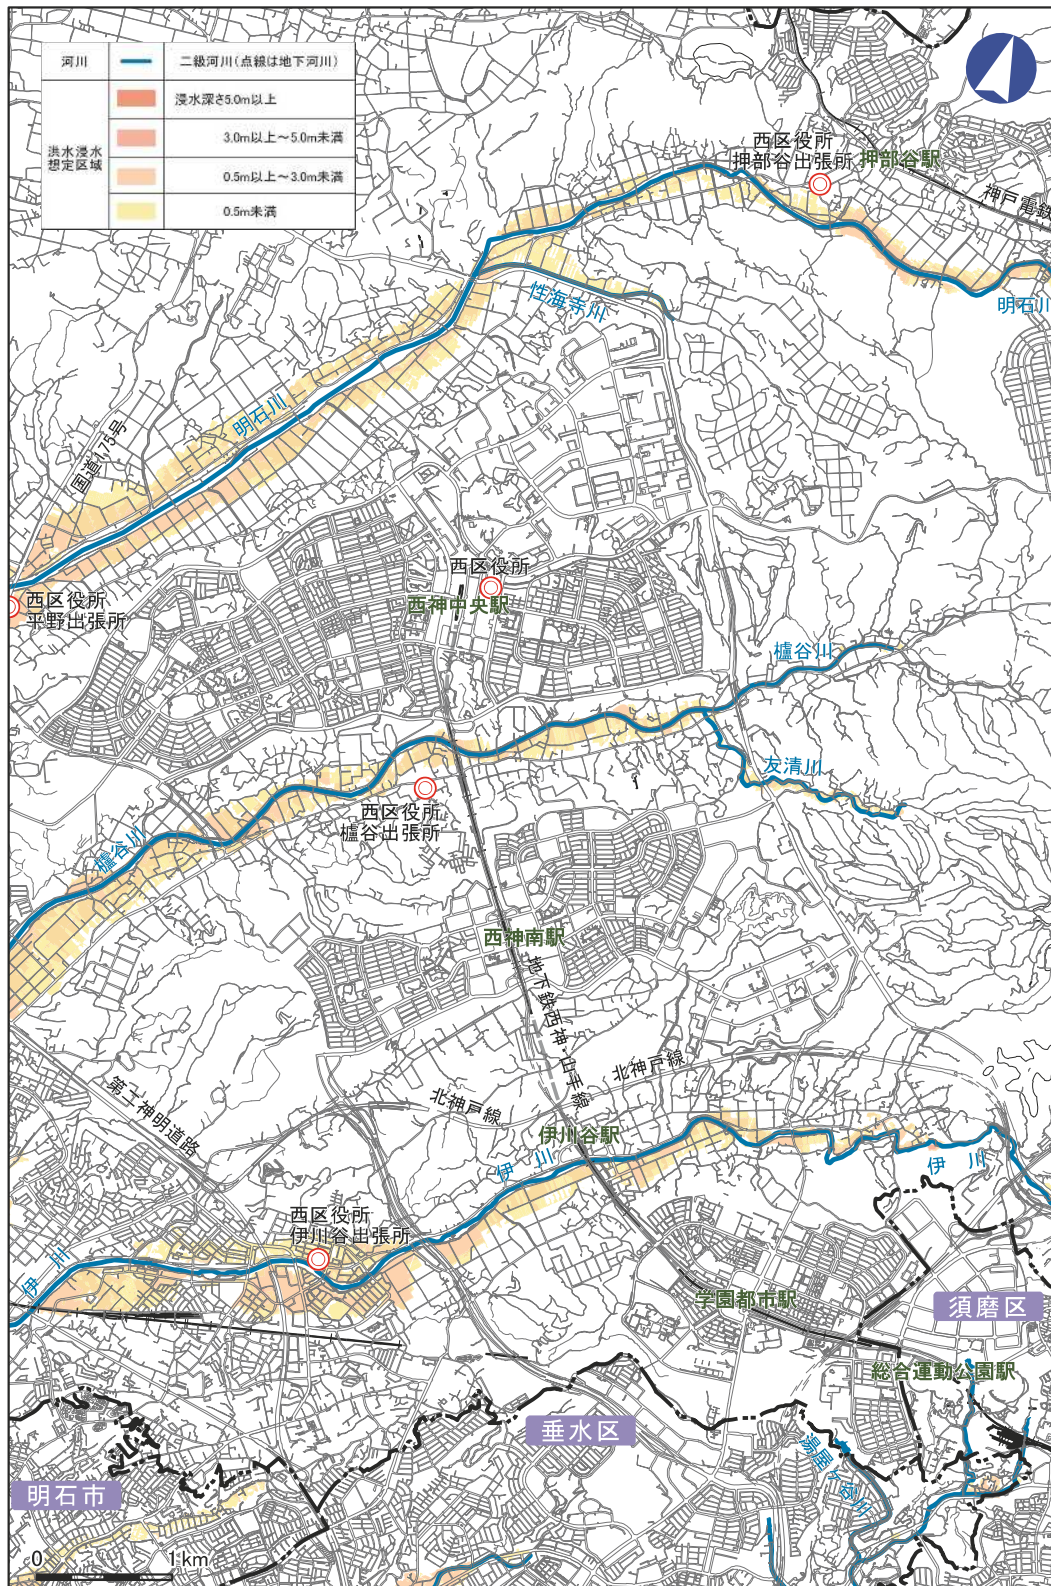 河川
二級河川(点線は地下河川)
洪水浸水
想定区域
浸水深さ5.0m以上
3.0m以上～5.0m未満
0.5m以上～3.0m未満
0.5m未満
西区役所
押部谷出張所
押部谷駅
神戸電鉄
明石川
性海寺川
明石川
国道175号
西区役所
西神中央駅
西区役所
平野出張所
櫨谷川
友清川
西区役所
櫨谷出張所
櫨谷川
西神南駅
地下鉄西神・山手線
北神戸線
北神戸線
第二神明道路
伊川谷駅
伊川
伊川
西区役所
伊川谷出張所
伊川
学園都市駅
須磨区
総合運動公園駅
垂水区
湯屋ヶ谷川
明石市
0 1km